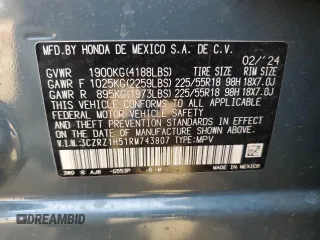 MFD. BY HONDA DE MEXICO S.A. DE C.V.
02/'24
GVWR 1900KG(4188LBS) TIRE SIZE RIM SIZE
GAWR F 1025KG(2259LBS) 225/55R18 98H 18X7.0J
GAWR R 895KG(1973LBS) 225/55R18 98H 18X7.0J
THIS VEHICLE CONFORMS TO ALL APPLICABLE FEDERAL MOTOR VEHICLE
SAFETY AND THEFT PREVENTION STANDARDS IN EFFECT ON THE DATE OF
MANUFACTURE SHOWN ABOVE.
V.I.N.:3CZRZ1H51RM743807 TYPE:MPV
3W0 AJ6 -G553P -S -M
MADE IN MEXICO